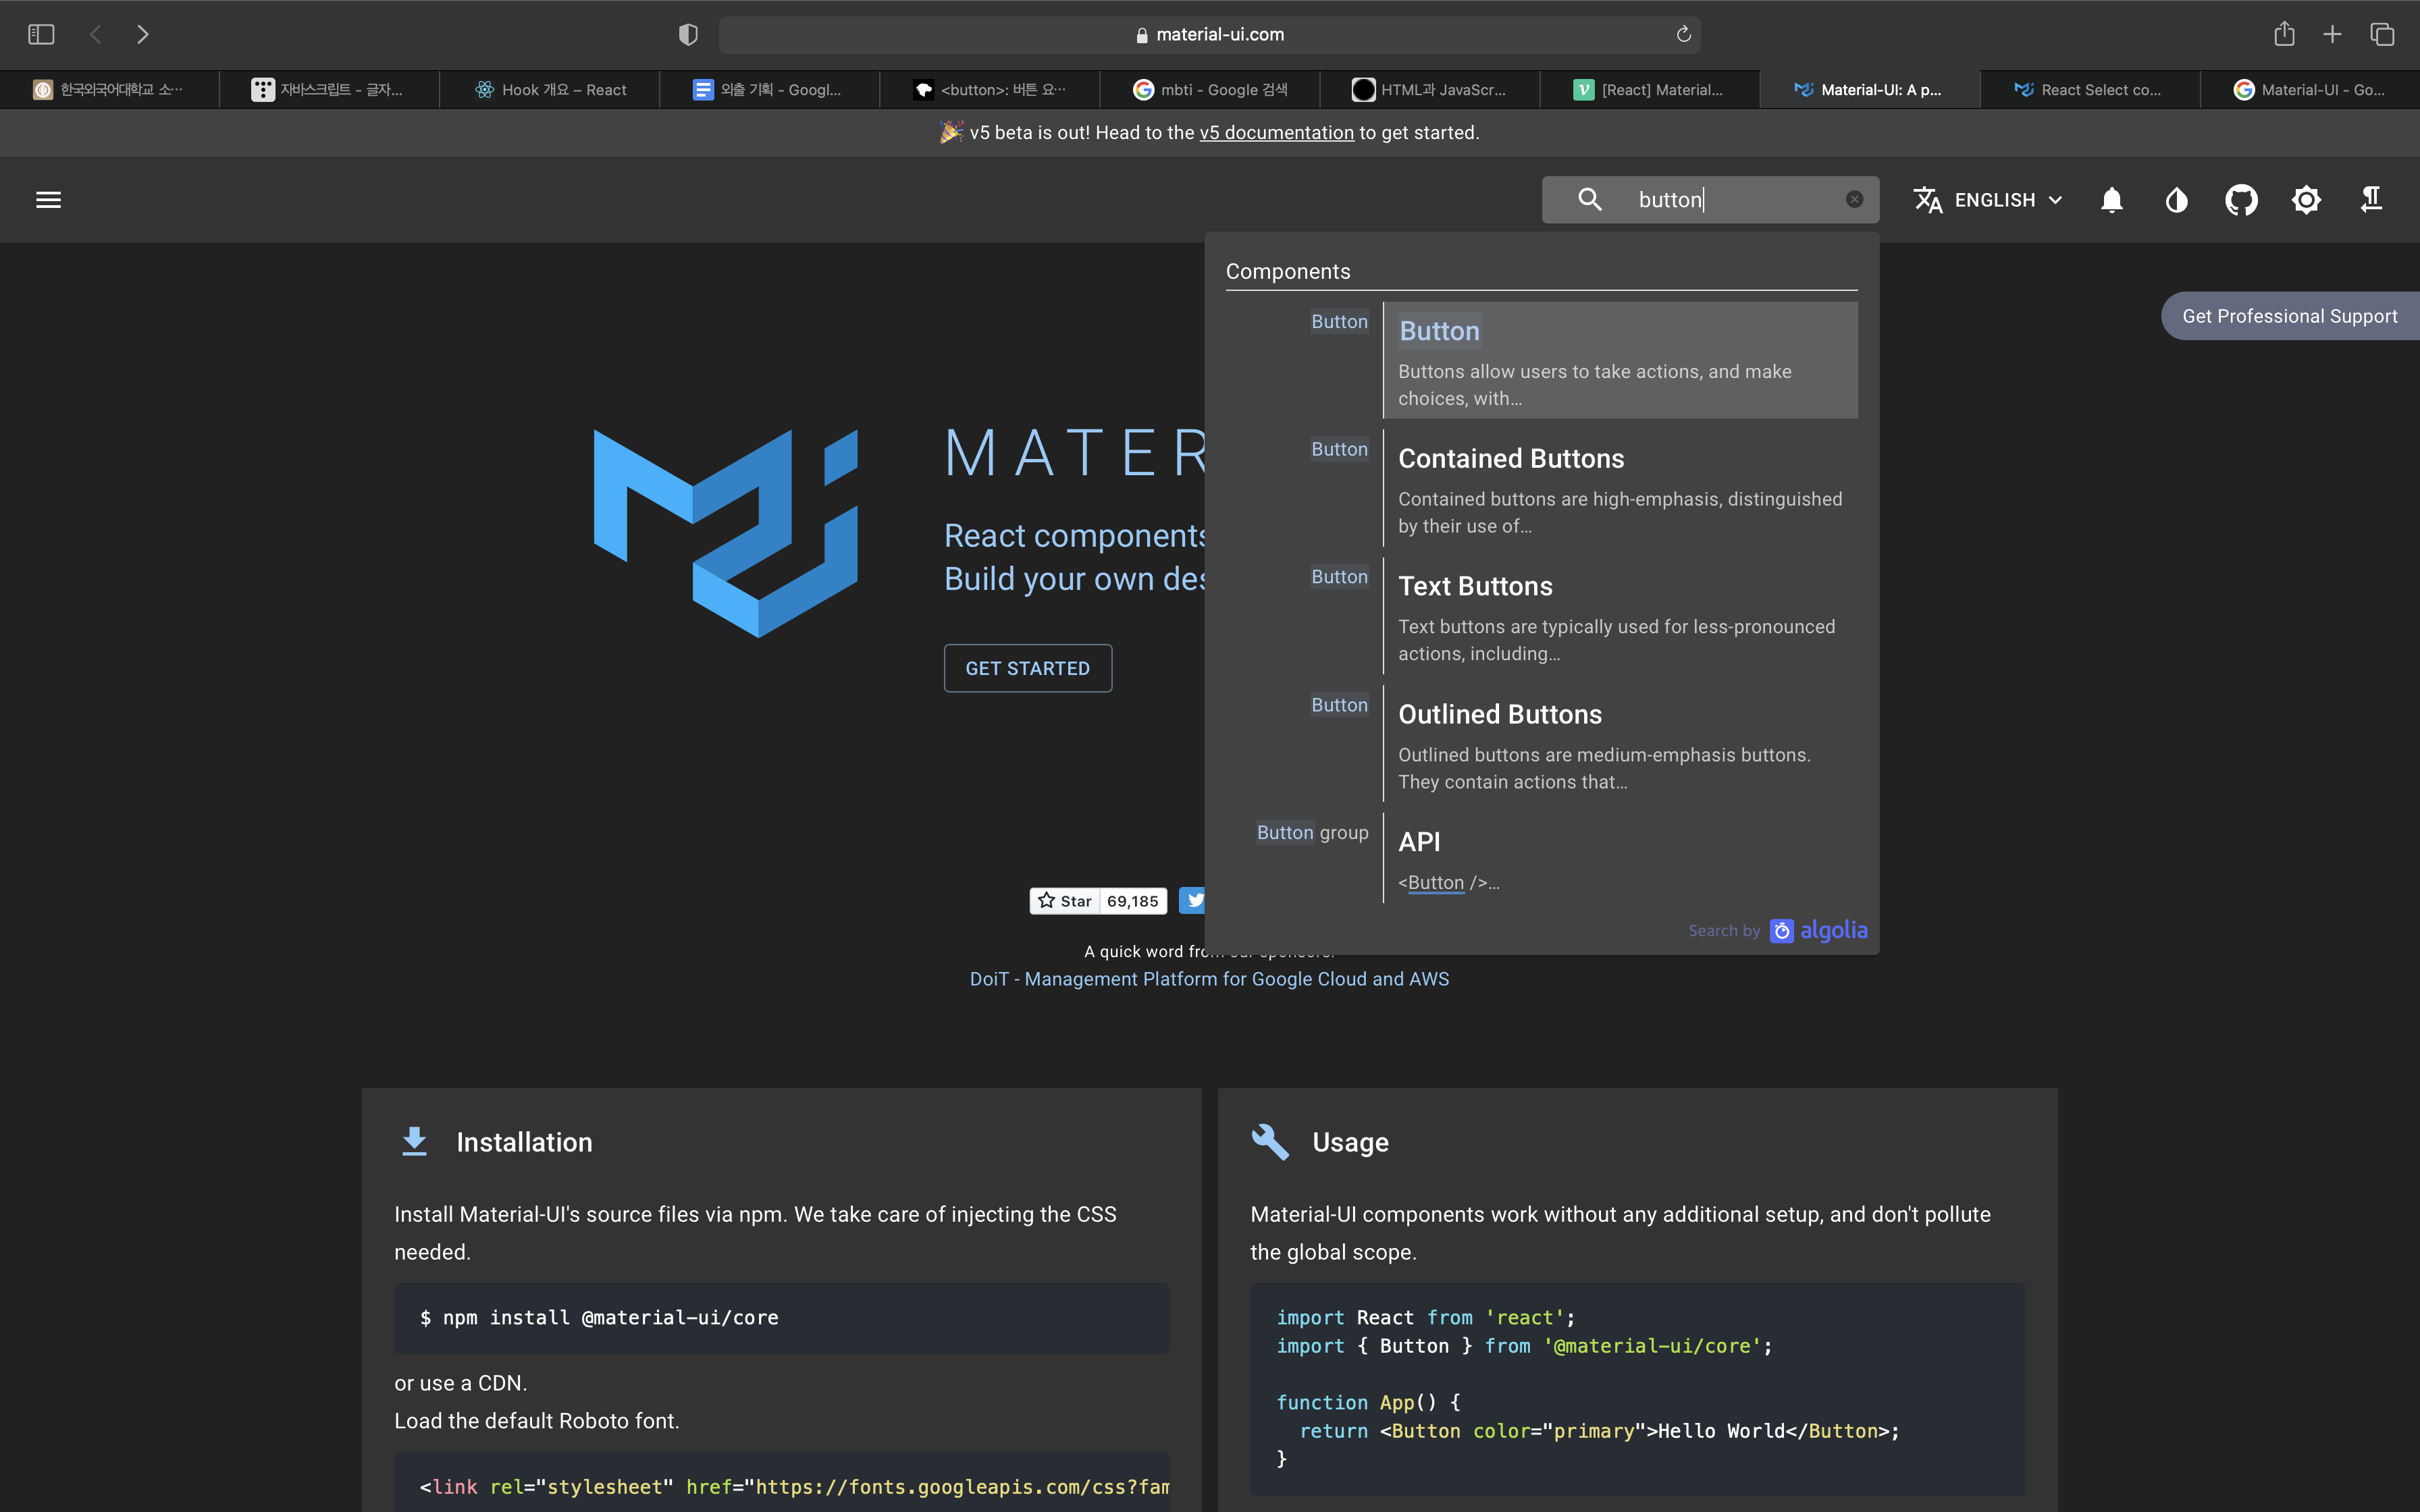 material-ui.com
한국외국어대학교 소…
자바스크립트 - 글자...
Hook 개요 – React
외출 기획 - Googl...
<button>: 버튼 요…
mbti - Google 검색
HTML과 JavaScr...
[React] Material...
Material-UI: A p...
React Select co...
Material-UI - Go...
🎉 v5 beta is out! Head to the v5 documentation to get started.
button
ENGLISH
Get Professional Support
Components
Button
Button
Buttons allow users to take actions, and make
choices, with…
Button
Contained Buttons
Contained buttons are high-emphasis, distinguished
by their use of…
Button
Text Buttons
Text buttons are typically used for less-pronounced
actions, including…
Button
Outlined Buttons
Outlined buttons are medium-emphasis buttons.
They contain actions that…
Button group
API
<Button />…
Search by algolia
MATER
React components
Build your own des
GET STARTED
Star 69,185
A quick word from our sponsors:
DoiT - Management Platform for Google Cloud and AWS
Installation
Install Material-UI's source files via npm. We take care of injecting the CSS
needed.
$ npm install @material-ui/core
or use a CDN.
Load the default Roboto font.
<link rel="stylesheet" href="https://fonts.googleapis.com/css?fam
Usage
Material-UI components work without any additional setup, and don't pollute
the global scope.
import React from 'react';
import { Button } from '@material-ui/core';
function App() {
return <Button color="primary">Hello World</Button>;
}